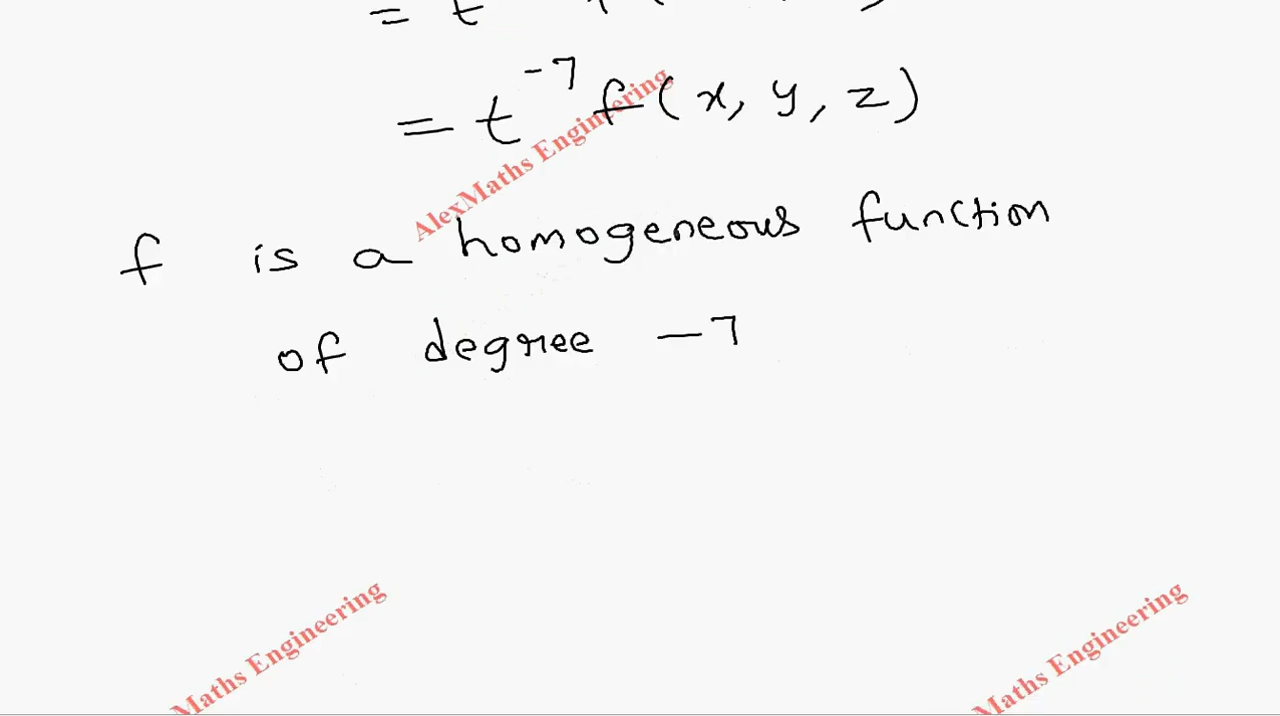 = t
= t⁻⁷ f(x, y, z)
AlexMaths Engineering
f is a homogeneous function
of degree -7
Maths Engineering
Maths Engineering